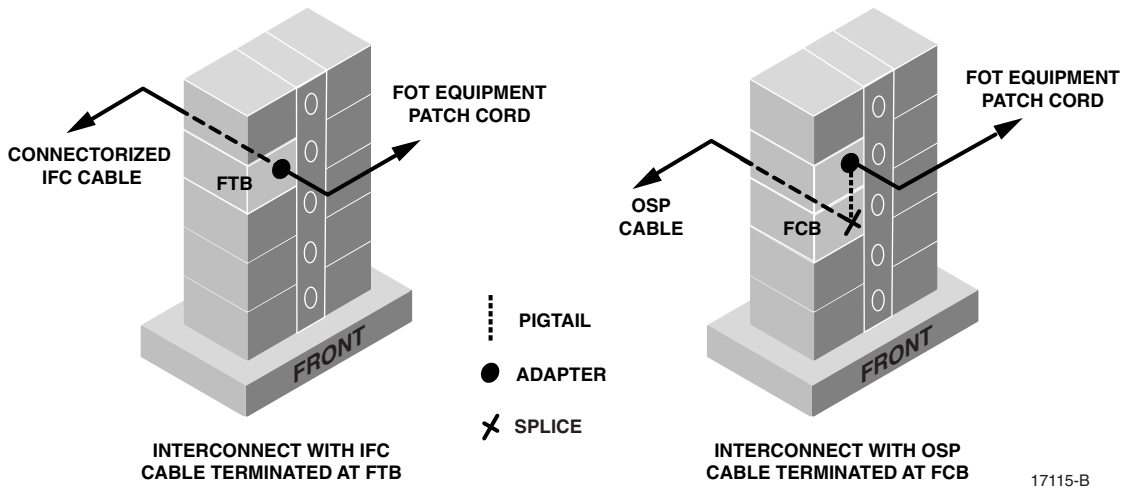 CONNECTORIZED
IFC CABLE
FTB
FOT EQUIPMENT
PATCH CORD
FRONT
INTERCONNECT WITH IFC
CABLE TERMINATED AT FTB
PIGTAIL
ADAPTER
SPLICE
FOT EQUIPMENT
PATCH CORD
OSP
CABLE
FCB
FRONT
INTERCONNECT WITH OSP
CABLE TERMINATED AT FCB
17115-B